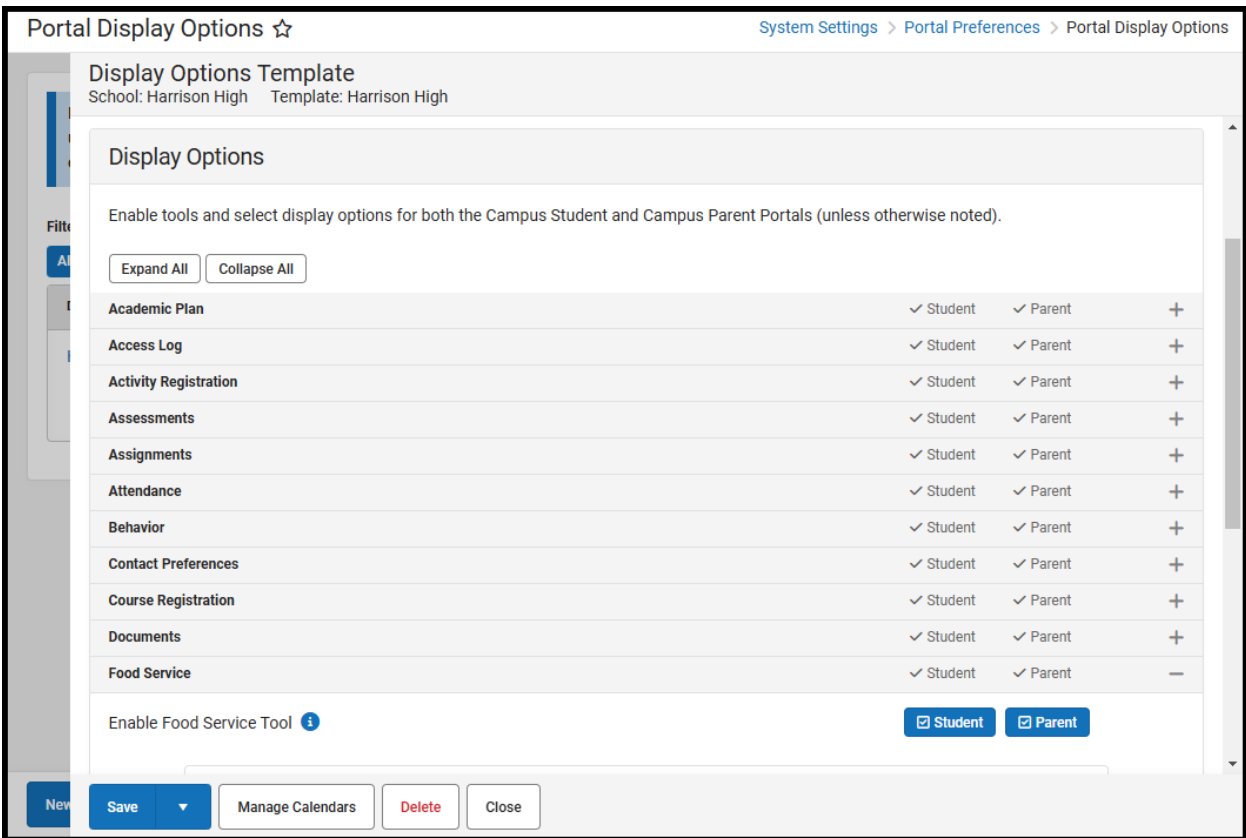 Portal Display Options
System Settings > Portal Preferences > Portal Display Options
Display Options Template
School: Harrison High Template: Harrison High
Display Options
Enable tools and select display options for both the Campus Student and Campus Parent Portals (unless otherwise noted).
Filte
Expand All Collapse All
Academic Plan Student Parent
Access Log Student Parent
Activity Registration Student Parent
Assessments Student Parent
Assignments Student Parent
Attendance Student Parent
Behavior Student Parent
Contact Preferences Student Parent
Course Registration Student Parent
Documents Student Parent
Food Service Student Parent
Enable Food Service Tool Student Parent
New Save Manage Calendars Delete Close